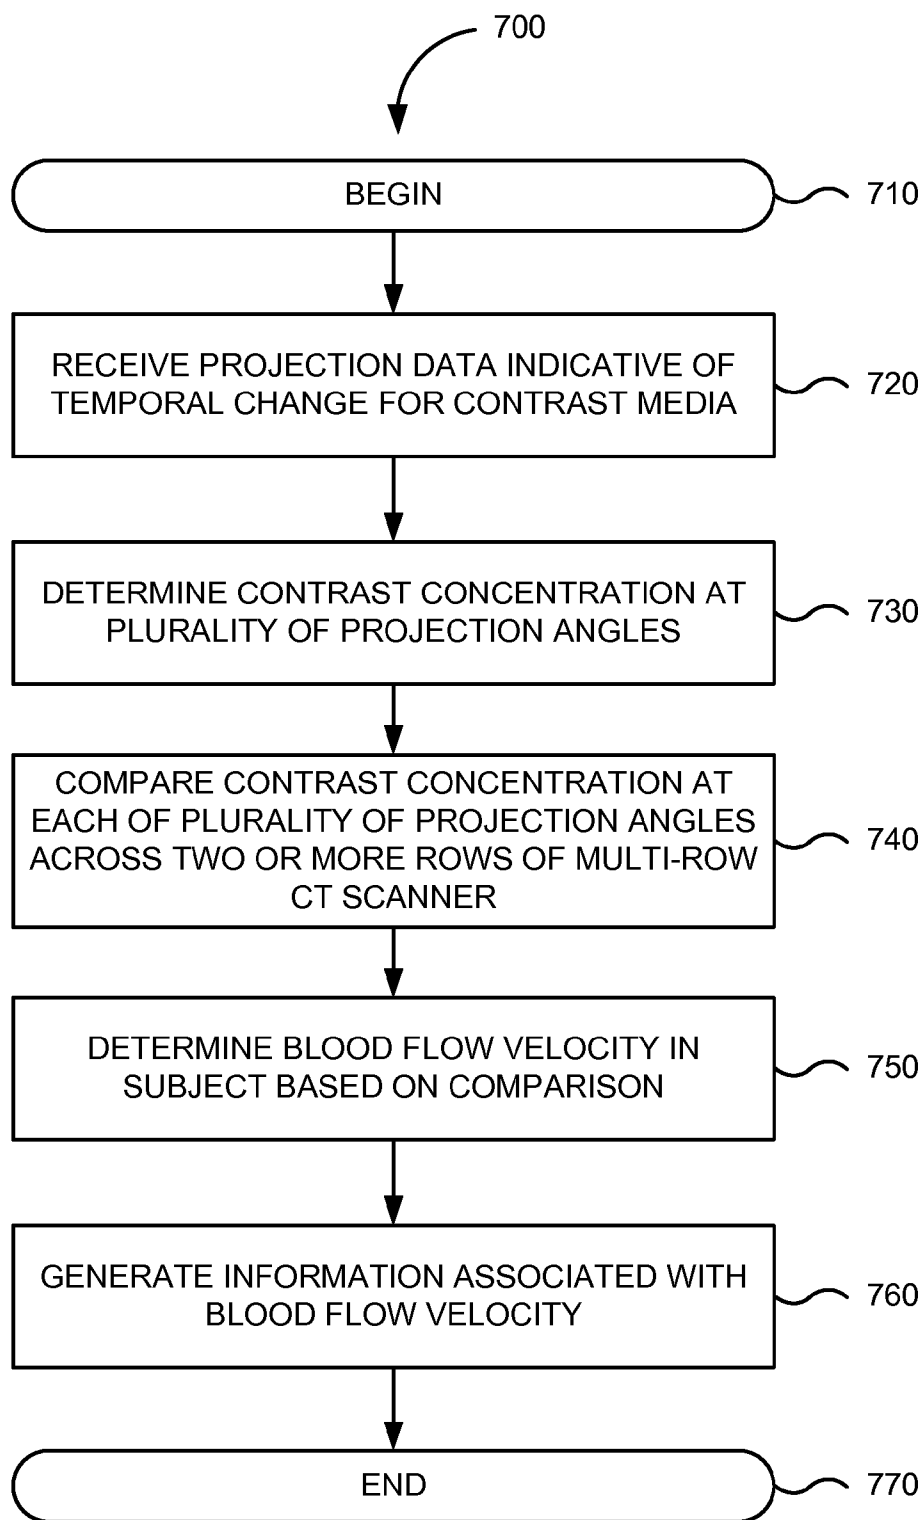 700
BEGIN
710
RECEIVE PROJECTION DATA INDICATIVE OF
TEMPORAL CHANGE FOR CONTRAST MEDIA
720
DETERMINE CONTRAST CONCENTRATION AT
PLURALITY OF PROJECTION ANGLES
730
COMPARE CONTRAST CONCENTRATION AT
EACH OF PLURALITY OF PROJECTION ANGLES
ACROSS TWO OR MORE ROWS OF MULTI-ROW
CT SCANNER
740
DETERMINE BLOOD FLOW VELOCITY IN
SUBJECT BASED ON COMPARISON
750
GENERATE INFORMATION ASSOCIATED WITH
BLOOD FLOW VELOCITY
760
END
770